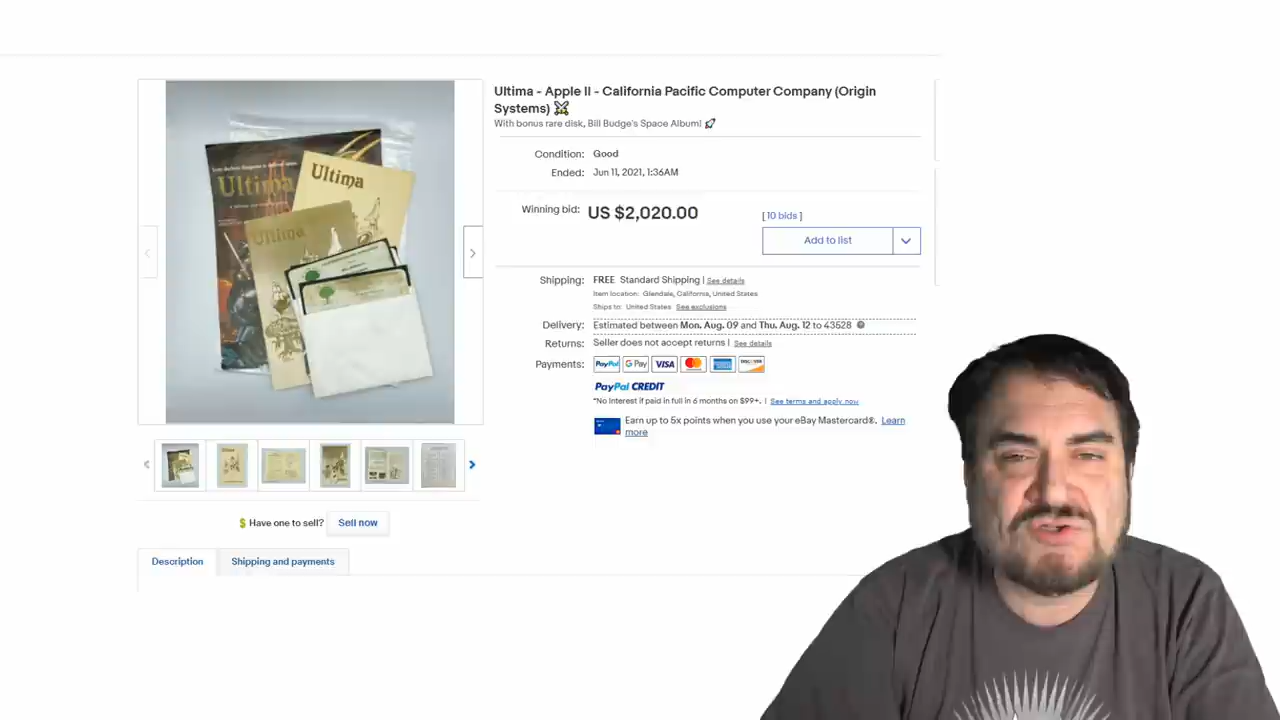 Ultima
Ultima
Ultima
Ultima - Apple II - California Pacific Computer Company (Origin
Systems)
With bonus rare disk, Bill Budge's Space Album!
Condition: Good
Ended: Jun 11, 2021, 1:36AM
Winning bid: US $2,020.00
[ 10 bids ]
Add to list
Shipping: FREE Standard Shipping | See details
Item location: Glendale, California, United States
Ships to: United States See exclusions
Delivery: Estimated between Mon. Aug. 09 and Thu. Aug. 12 to 43528
Returns: Seller does not accept returns | See details
Payments: PayPal G Pay VISA
DISCOVER
PayPal CREDIT
*No Interest if paid in full in 6 months on $99+. | See terms and apply now
Earn up to 5x points when you use your eBay Mastercard®. Learn
more
Have one to sell? Sell now
Description
Shipping and payments